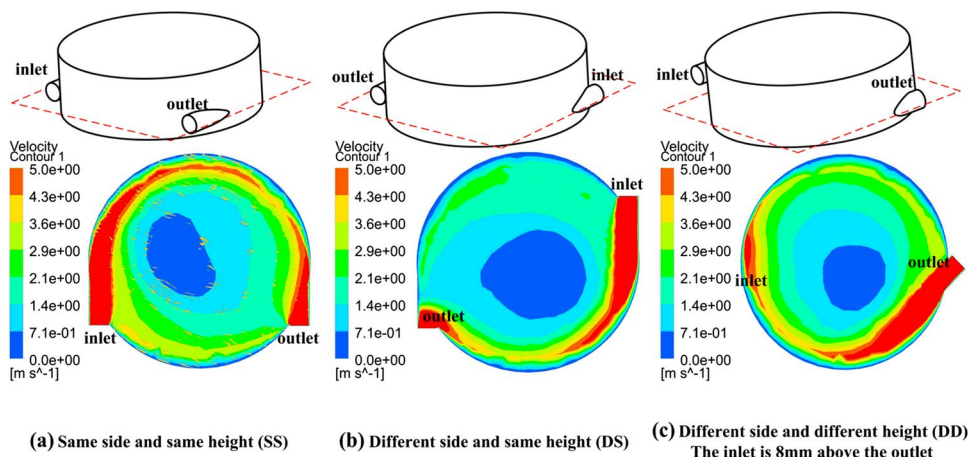 inlet
outlet
outlet
inlet
inlet
outlet
Velocity
Contour 1
5.0e+00
4.3e+00
3.6e+00
2.9e+00
2.1e+00
1.4e+00
7.1e-01
0.0e+00
[m s^-1]
inlet
outlet
Velocity
Contour 1
5.0e+00
4.3e+00
3.6e+00
2.9e+00
2.1e+00
1.4e+00
7.1e-01
0.0e+00
[m s^-1]
inlet
outlet
Velocity
Contour 1
5.0e+00
4.3e+00
3.6e+00
2.9e+00
2.1e+00
1.4e+00
7.1e-01
0.0e+00
[m s^-1]
inlet
outlet
(a) Same side and same height (SS)
(b) Different side and same height (DS)
(c) Different side and different height (DD)
The inlet is 8mm above the outlet